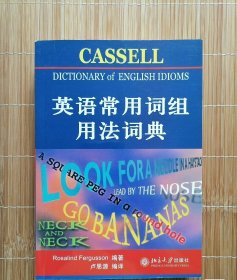 CASSELL
DICTIONARY of ENGLISH IDIOMS
英语常用词组
用法词典
A SQUARE PEG IN A round hole
LOOK FOR A NEEDLE IN A HAYSTA
LEAD BY THE NOSE
GO BANANAS
NECK
AND
NECK
Rosalind Fergusson 编著
卢思源 编译
北京大学出版社